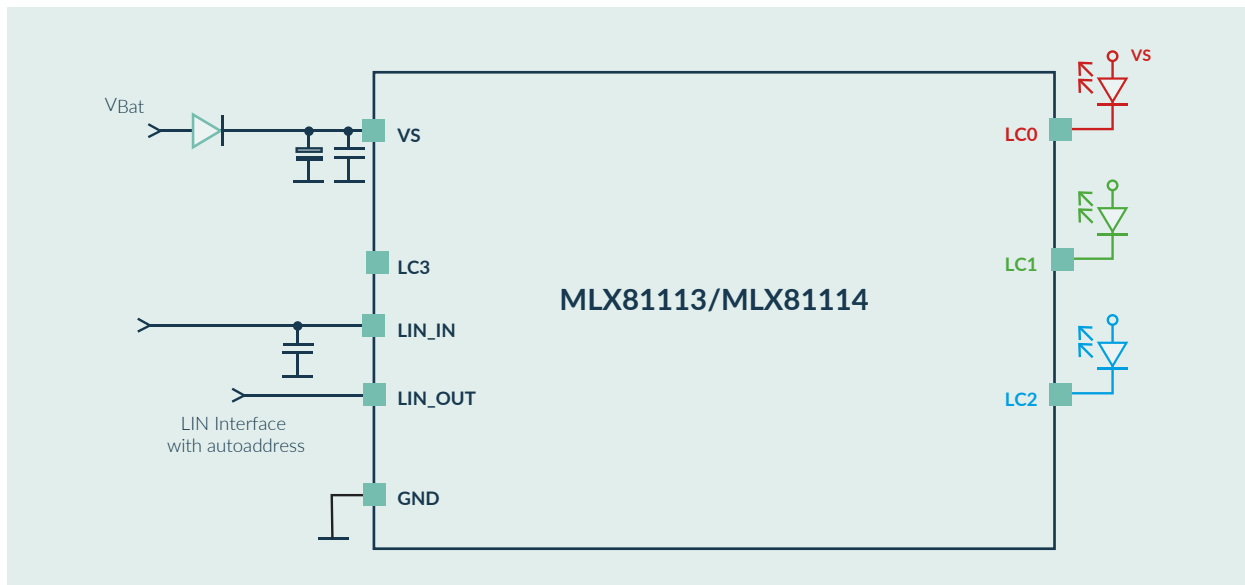 VS
VBat
VS
LC0
LC3
LC1
MLX81113/MLX81114
LIN_IN
LIN_OUT
LC2
LIN Interface
with autoaddress
GND